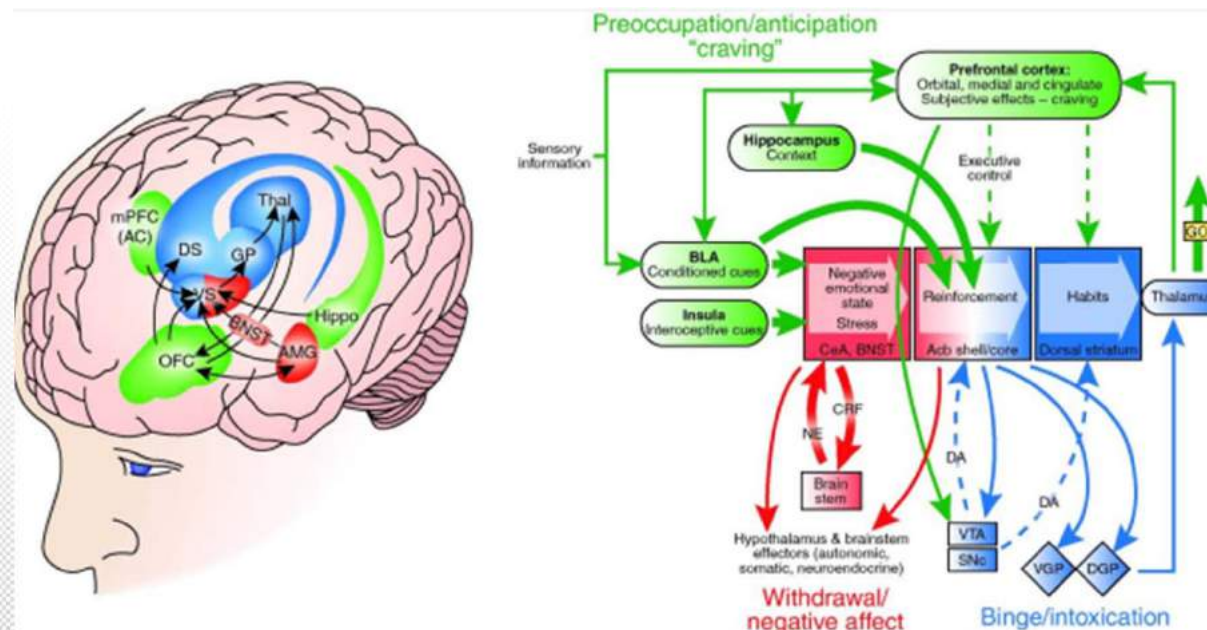 Preoccupation/anticipation
"craving"
Prefrontal cortex:
Orbital, medial and cingulate
Subjective effects – craving
Hippocampus
Context
Sensory
information
Executive
control
GO
BLA
Conditioned cues
Insula
Interoceptive cues
Negative
emotional
state
Stress
CeA, BNST
Reinforcement
Acb shell/core
Habits
Dorsal striatum
Thalamu
NE
CRF
Brain
stem
DA
DA
VTA
SNc
VGP
DGP
Hypothalamus & brainstem
effectors (autonomic,
somatic, neuroendocrine)
Withdrawal/
negative affect
Binge/intoxication
mPFC
(AC)
Thal
DS
GP
VS
BNST
Hippo
OFC
AMG